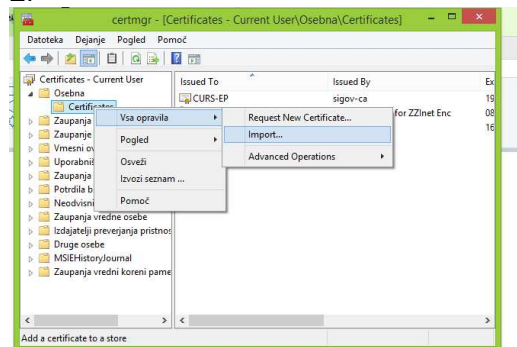 certmgr - [Certificates - Current User\Osebna\Certificates]
Datoteka Dejanje Pogled Pomoč
Certificates - Current User
Osebna
Certificates
Zaupanja
Zaupanje
Vmesni
Uporabniš
Zaupanja
Potrdila b
Neodvisni
Zaupanja vredne osebe
Izdajatelji preverjanja pristnos
Druge osebe
MSIEHistoryJournal
Zaupanja vredni koreni pame
Issued To Issued By Ex
CURS-EP sigov-ca 19
for ZZInet Enc 08
16
Vsa opravila
Pogled
Osveži
Izvozi seznam ...
Pomoč
Request New Certificate...
Import...
Advanced Operations
Add a certificate to a store